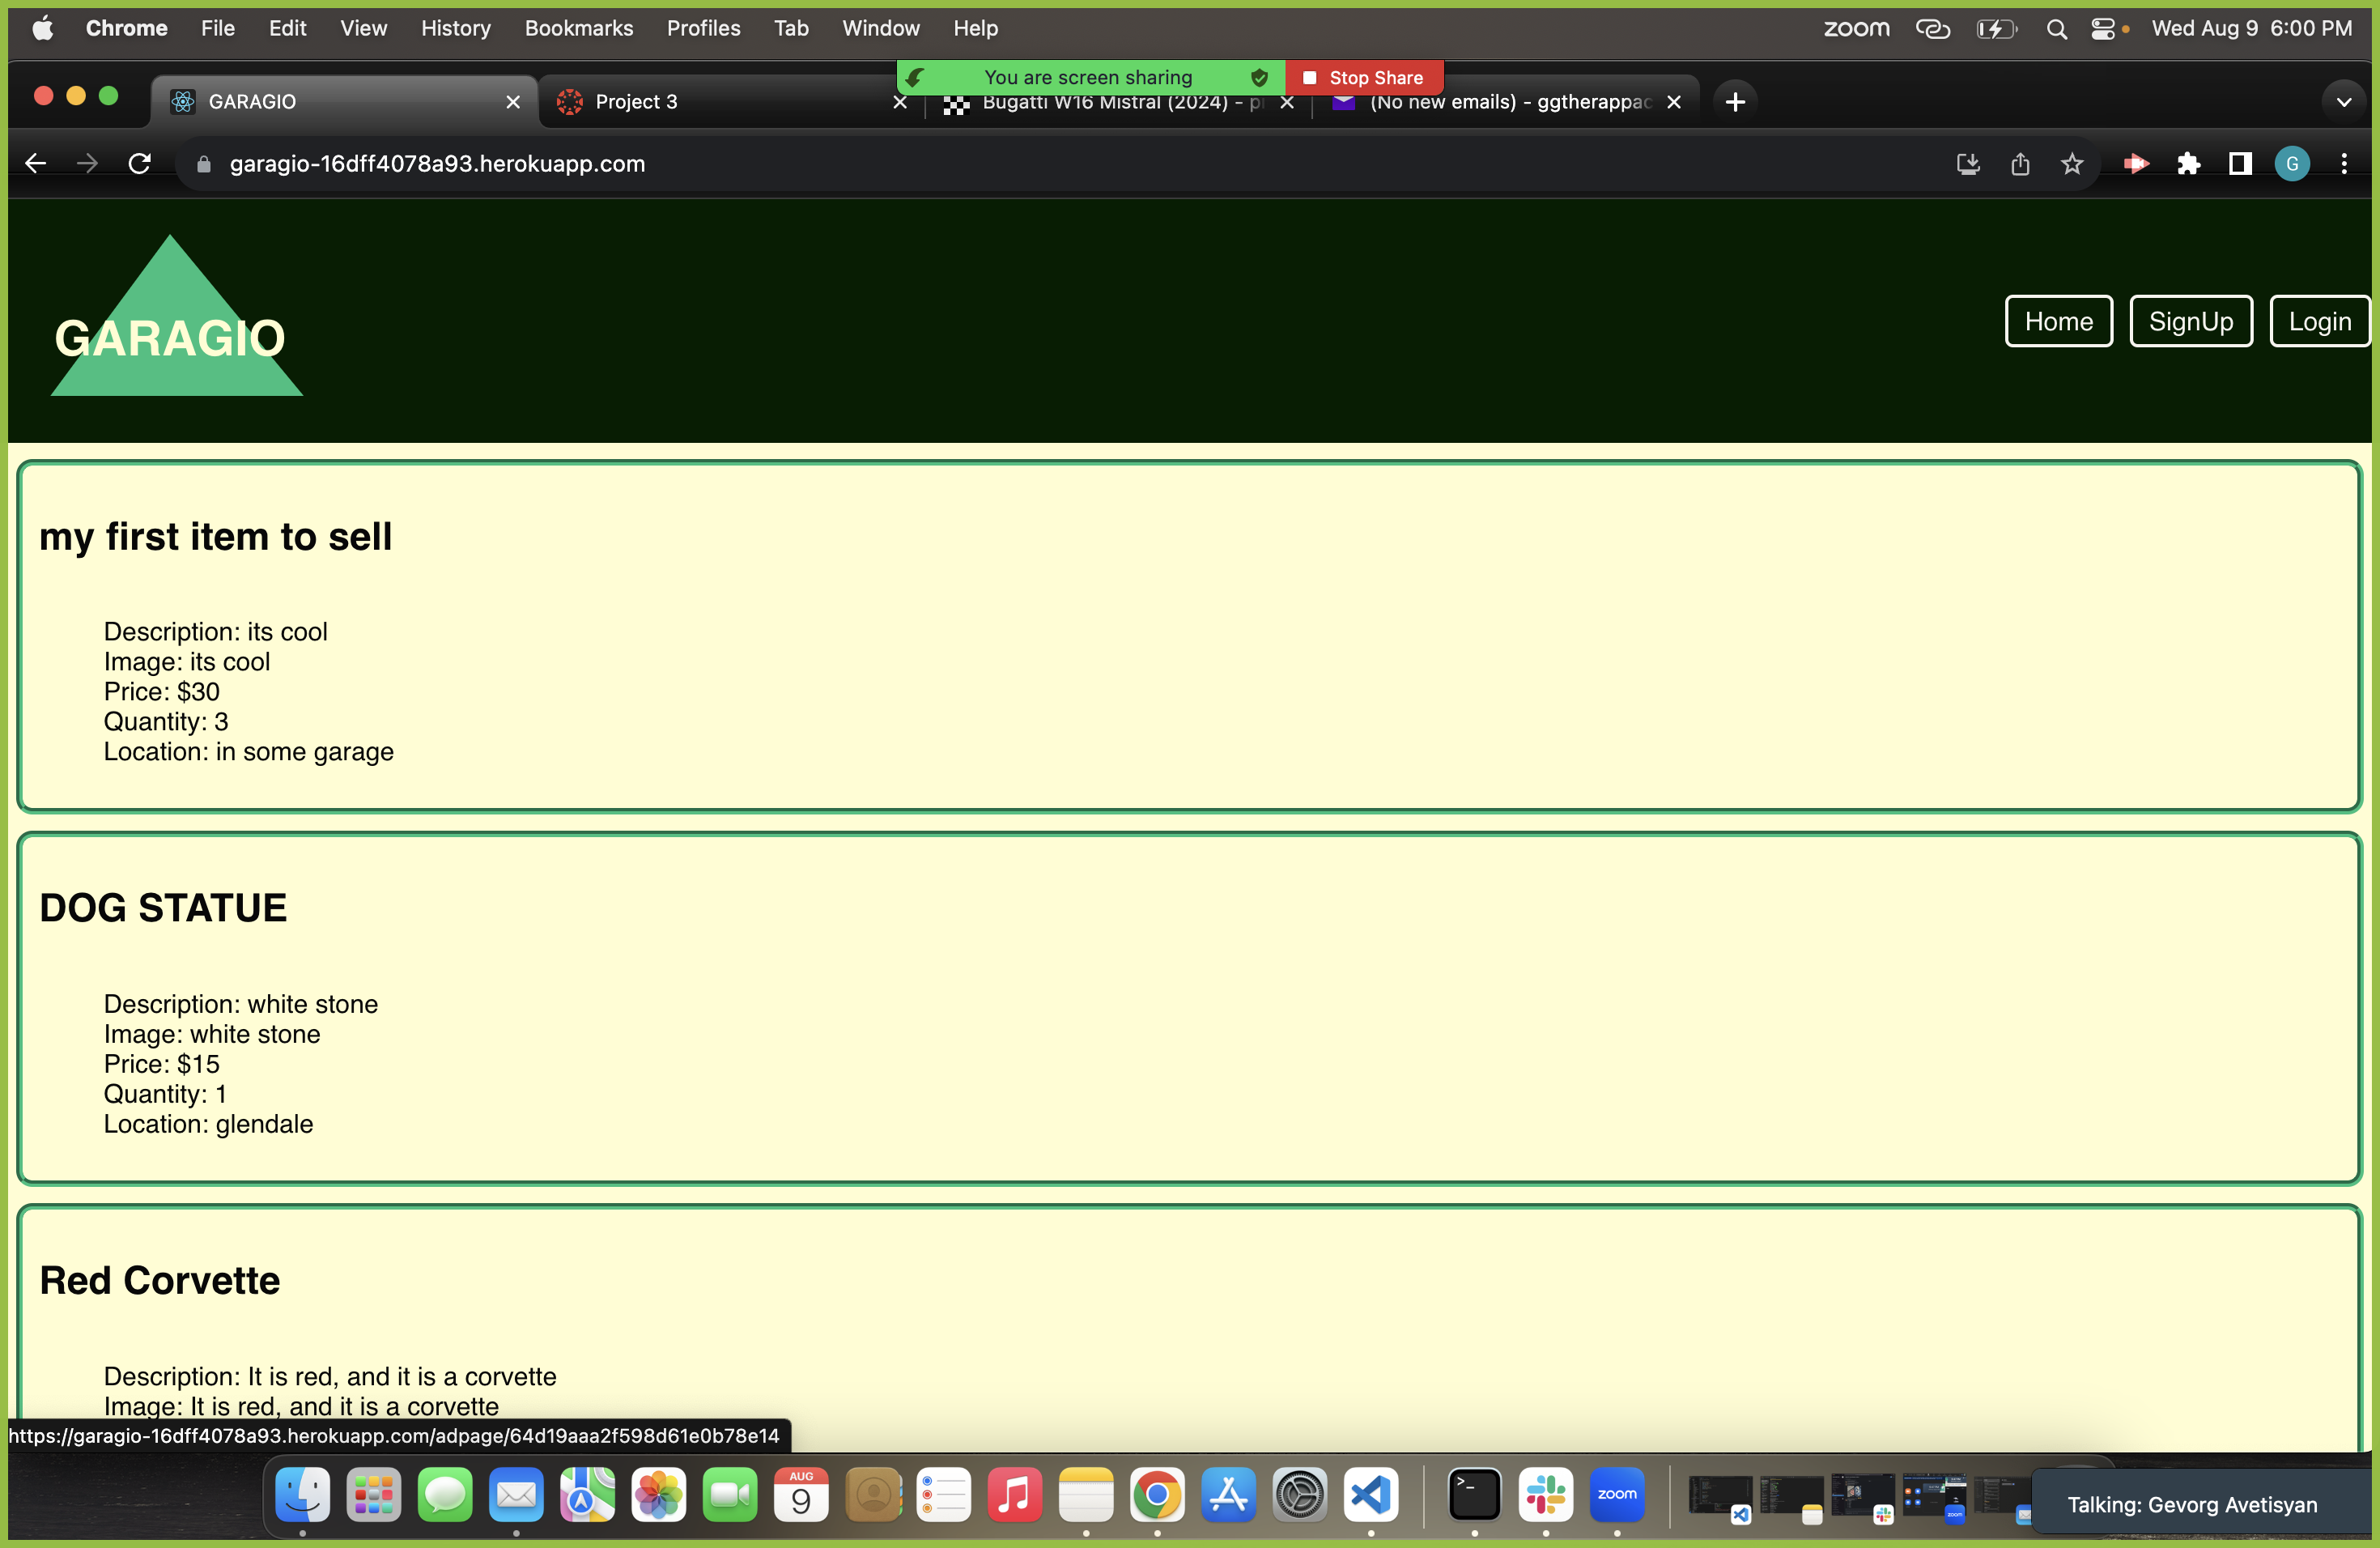 Chrome File Edit View History Bookmarks Profiles Tab Window Help zoom Wed Aug 9 6:00 PM
You are screen sharing Stop Share
GARAGIO Project 3 Bugatti W16 Mistral (2024) - (No new emails) - ggtherappac
garagio-16dff4078a93.herokuapp.com G
GARAGIO
Home SignUp Login
my first item to sell
Description: its cool
Image: its cool
Price: $30
Quantity: 3
Location: in some garage
DOG STATUE
Description: white stone
Image: white stone
Price: $15
Quantity: 1
Location: glendale
Red Corvette
Description: It is red, and it is a corvette
Image: It is red, and it is a corvette
https://garagio-16dff4078a93.herokuapp.com/adpage/64d19aaa2f598d61e0b78e14
AUG
9
zoom
Talking: Gevorg Avetisyan